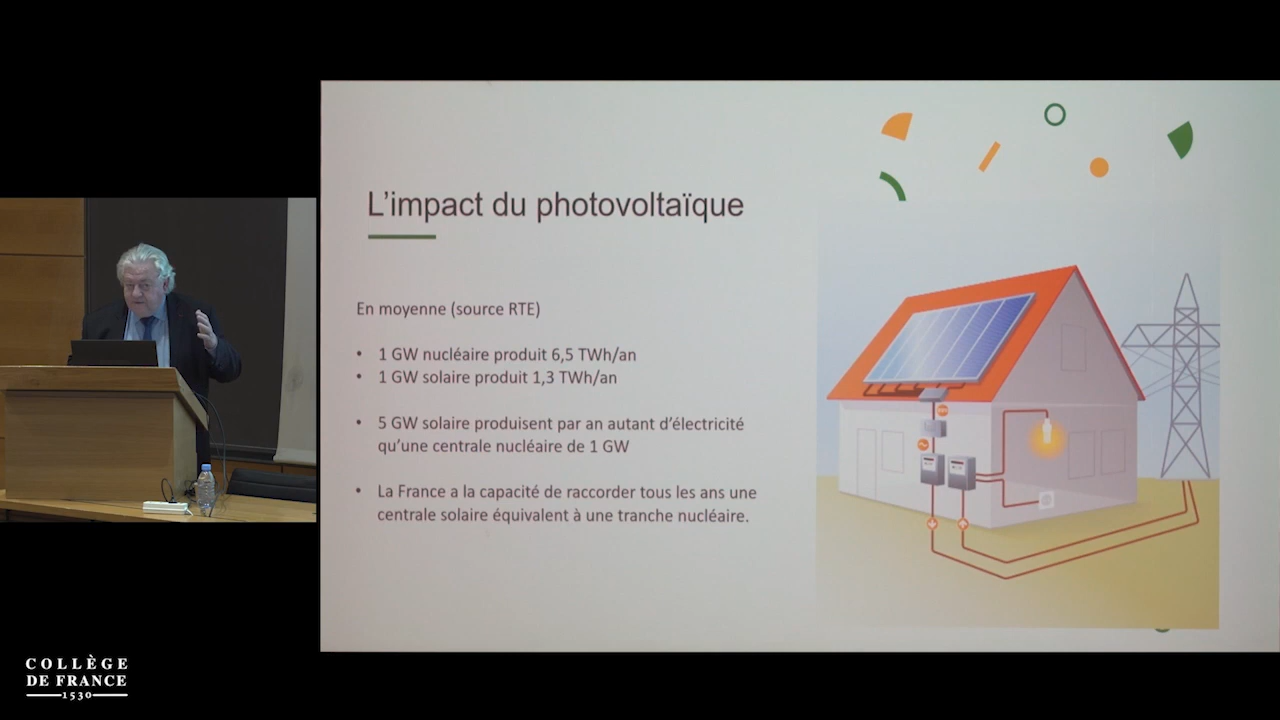 L'impact du photovoltaïque
En moyenne (source RTE)
• 1 GW nucléaire produit 6,5 TWh/an
• 1 GW solaire produit 1,3 TWh/an
• 5 GW solaire produisent par an autant d'électricité
qu'une centrale nucléaire de 1 GW
• La France a la capacité de raccorder tous les ans une
centrale solaire équivalent à une tranche nucléaire.
COLLÈGE
DE FRANCE
1530